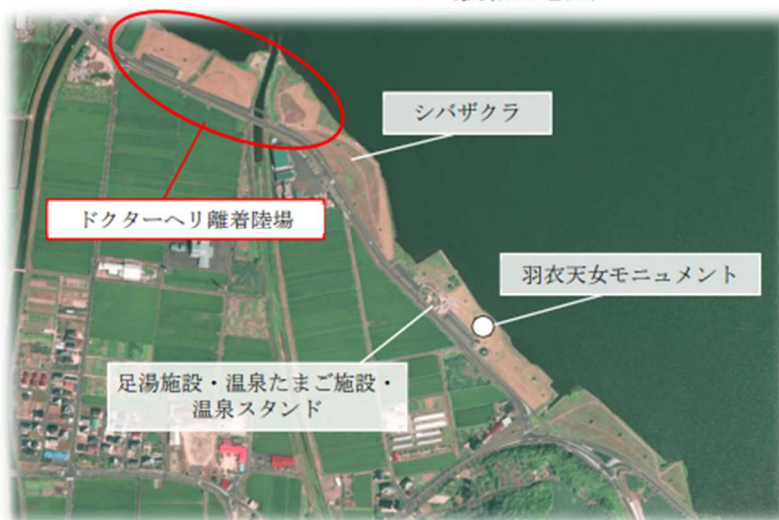 シバザクラ
ドクターヘリ離着陸場
羽衣天女モニュメント
足湯施設・温泉たまご施設・
温泉スタンド